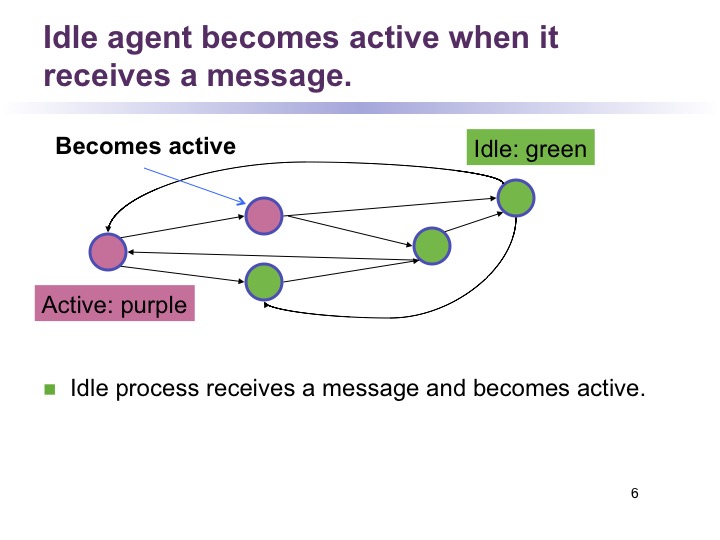 Idle agent becomes active when it
receives a message.
Becomes active
Idle: green
Active: purple
Idle process receives a message and becomes active.
6